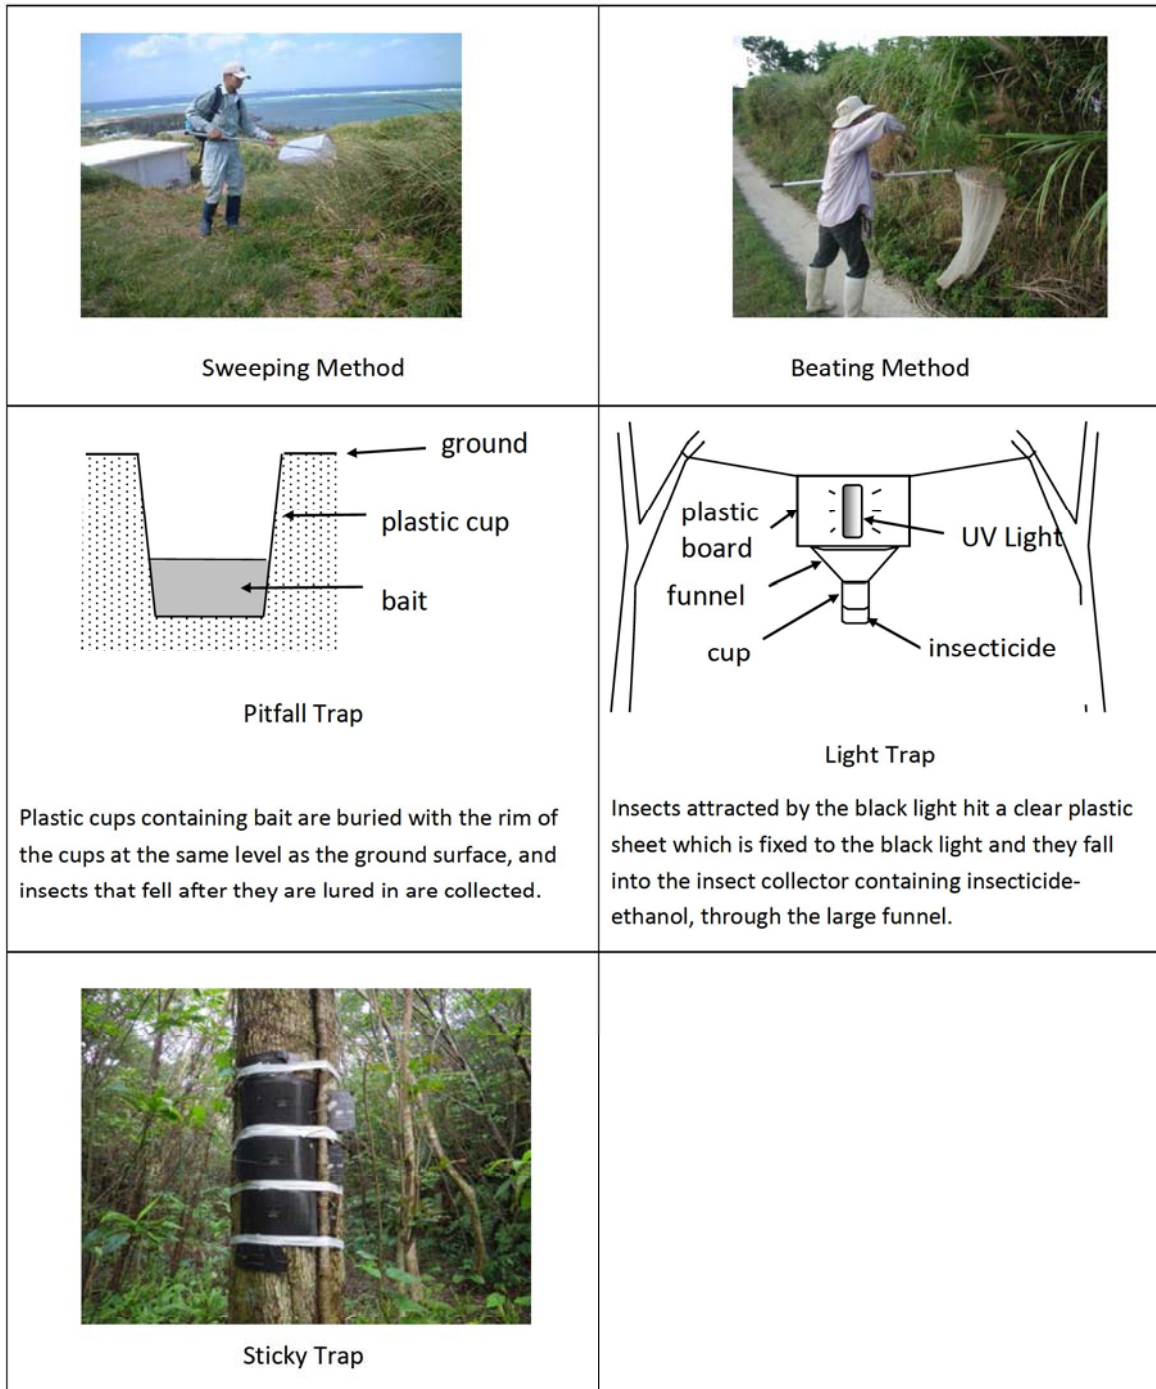 Sweeping Method
Beating Method
ground
plastic cup
bait
Pitfall Trap
Plastic cups containing bait are buried with the rim of
the cups at the same level as the ground surface, and
insects that fell after they are lured in are collected.
plastic
board
UV Light
funnel
cup
insecticide
Light Trap
Insects attracted by the black light hit a clear plastic
sheet which is fixed to the black light and they fall
into the insect collector containing insecticide-
ethanol, through the large funnel.
Sticky Trap